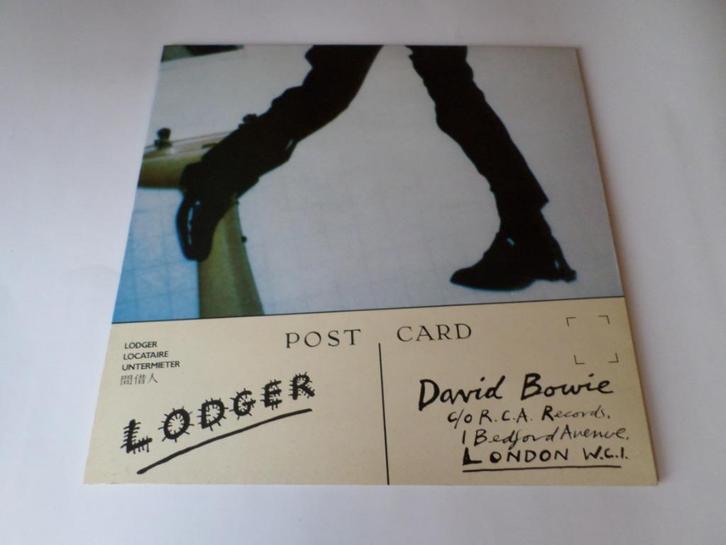 POST CARD
LODGER
LOCATAIRE
UNTERMIETER
間借人
LODGER
David Bowie
c/o R.C.A. Records,
1 Bedford Avenue,
LONDON W.C.1.